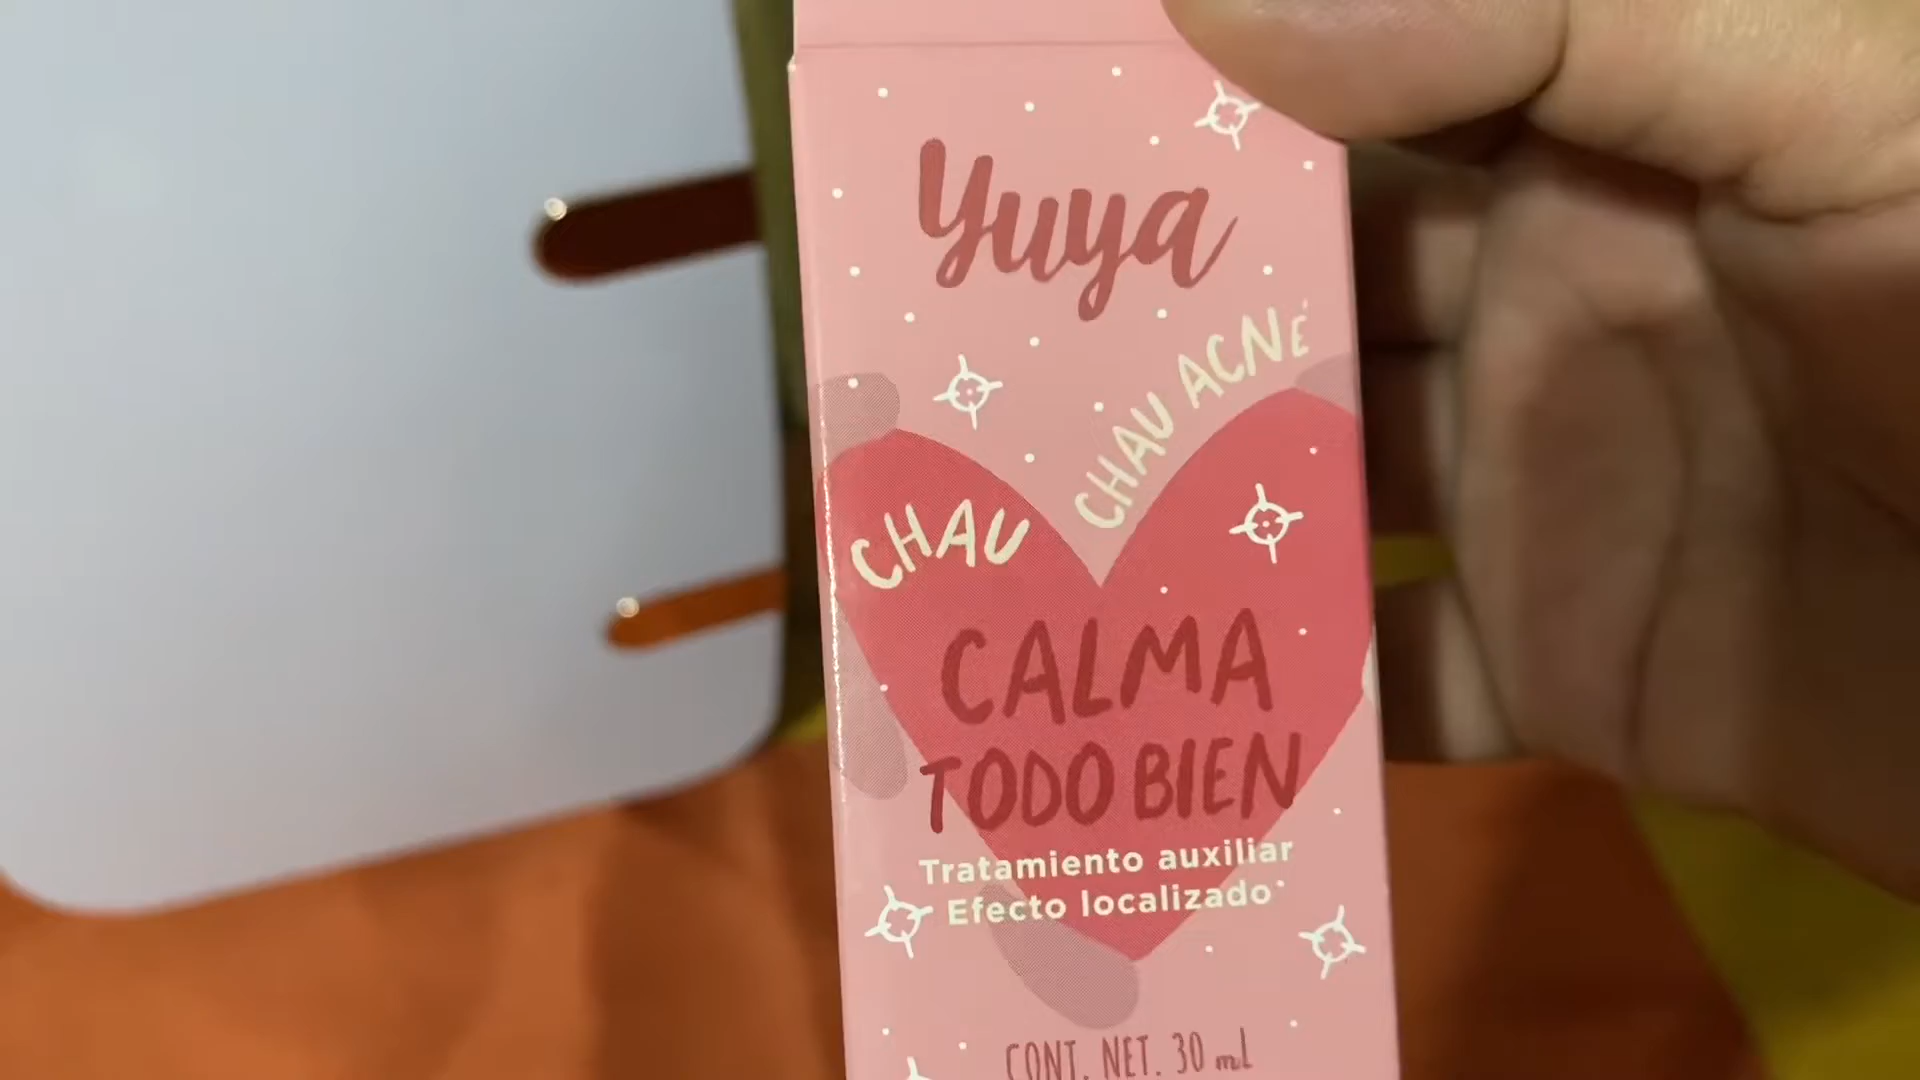 Yuya
CHAU CHAU ACNÉ
CALMA
TODO BIEN
Tratamiento auxiliar
Efecto localizado*
CONT. NET. 30 mL